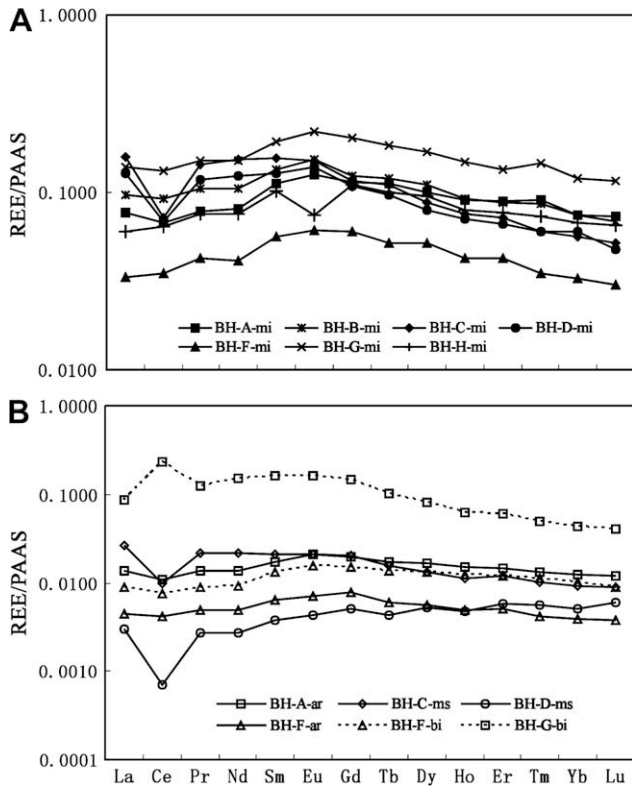 A
1.0000
0.1000
0.0100
REE/PAAS
BH-A-mi BH-B-mi BH-C-mi BH-D-mi
BH-F-mi BH-G-mi BH-H-mi
B
1.0000
0.1000
0.0100
0.0010
0.0001
REE/PAAS
BH-A-ar BH-C-ms BH-D-ms
BH-F-ar BH-F-bi BH-G-bi
La Ce Pr Nd Sm Eu Gd Tb Dy Ho Er Tm Yb Lu